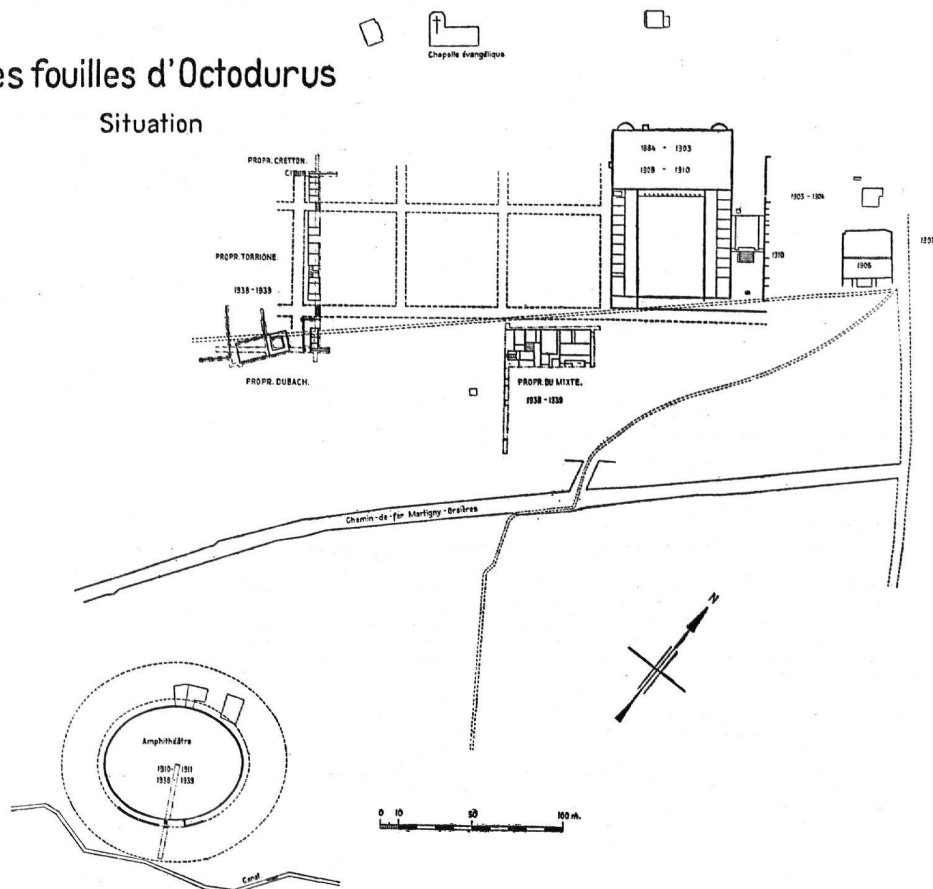 es fouilles d'Octodurus
Situation
Chapelle évangélique
PROPR. CRETTON.
1884 - 1903
1908 - 1910
1903 - 1904
PROPR. TORRIONE.
1938 - 1939
1910
1906
PROPR. DUBACH.
PROPR. DU MIXTE.
1938 - 1939
Chemin-de-fer Martigny-Orsières
N
Amphithéâtre
1910 1911
1938 1939
0 10 50 100 m.
Canal